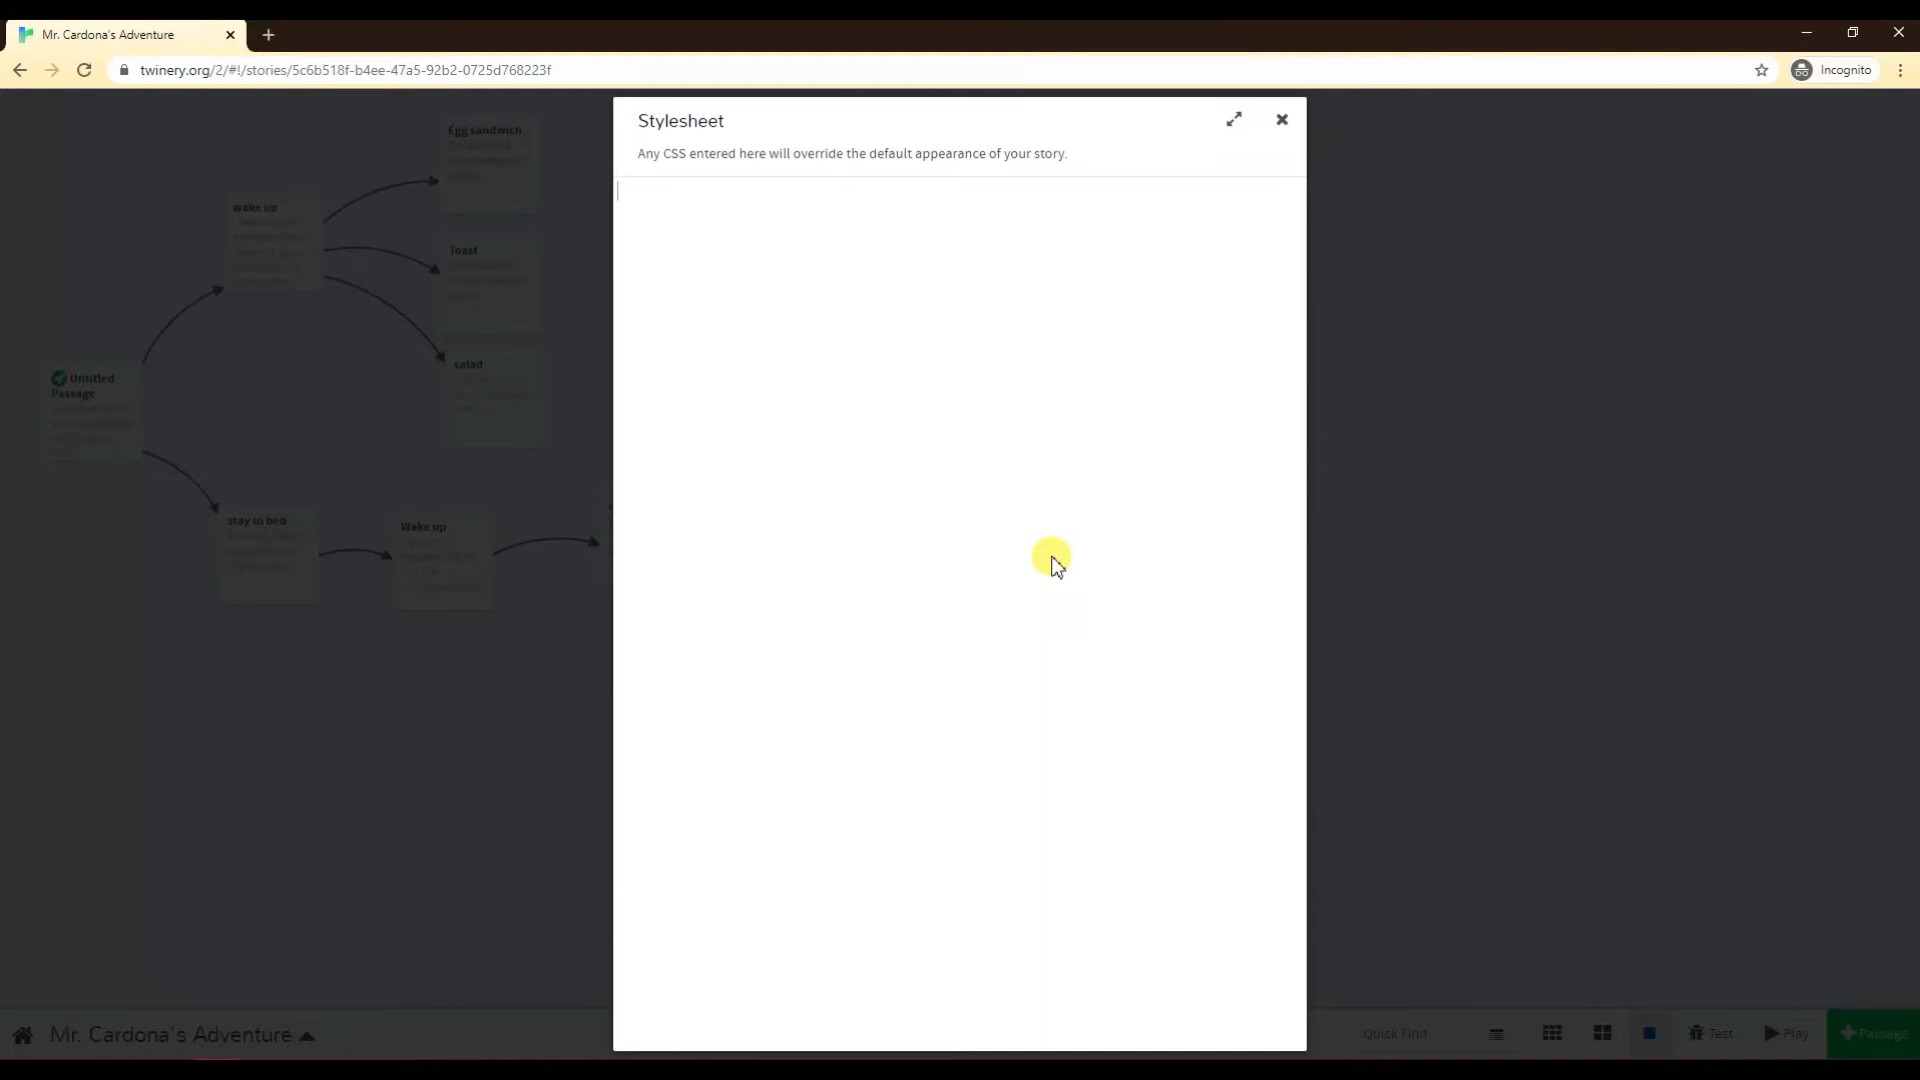 Mr. Cardona's Adventure
twinery.org/2/#!/stories/5c6b518f-b4ee-47a5-92b2-0725d768223f
Incognito
Stylesheet
Any CSS entered here will override the default appearance of your story.
Egg sandwich
wake up
Toast
salad
Untitled
Passage
stay in bed
Wake up
Mr. Cardona's Adventure
Quick Find
Test
Play
Passage